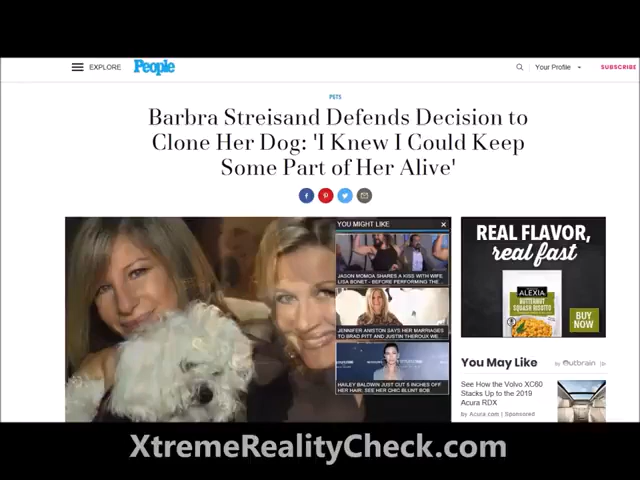 EXPLORE
People
Your Profile
SUBSCRIBE
PETS
Barbra Streisand Defends Decision to
Clone Her Dog: 'I Knew I Could Keep
Some Part of Her Alive'
YOU MIGHT LIKE
JASON MOMOA SHARES A KISS WITH WIFE
LISA BONET - BEFORE PERFORMING THE...
JENNIFER ANISTON SAYS HER MARRIAGES
TO BRAD PITT AND JUSTIN THEROUX WE...
HAILEY BALDWIN JUST CUT 5 INCHES OFF
HER HAIR: SEE HER CHIC BLUNT BOB
REAL FLAVOR,
real fast
ALEXIA
BUTTERNUT
SQUASH RISOTTO
BUY
NOW
You May Like
by Outbrain
See How the Volvo XC60
Stacks Up to the 2019
Acura RDX
by Acura.com | Sponsored
XtremeRealityCheck.com